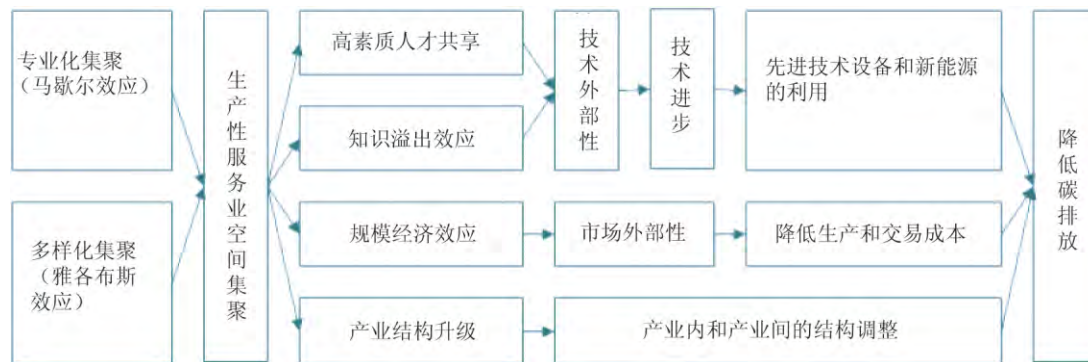 专业化集聚
（马歇尔效应）
多样化集聚
（雅各布斯
效应）
生产性服务业空间集聚
高素质人才共享
知识溢出效应
技术外部性
技术进步
先进技术设备和新能源
的利用
规模经济效应
市场外部性
降低生产和交易成本
产业结构升级
产业内和产业间的结构调整
降低碳排放